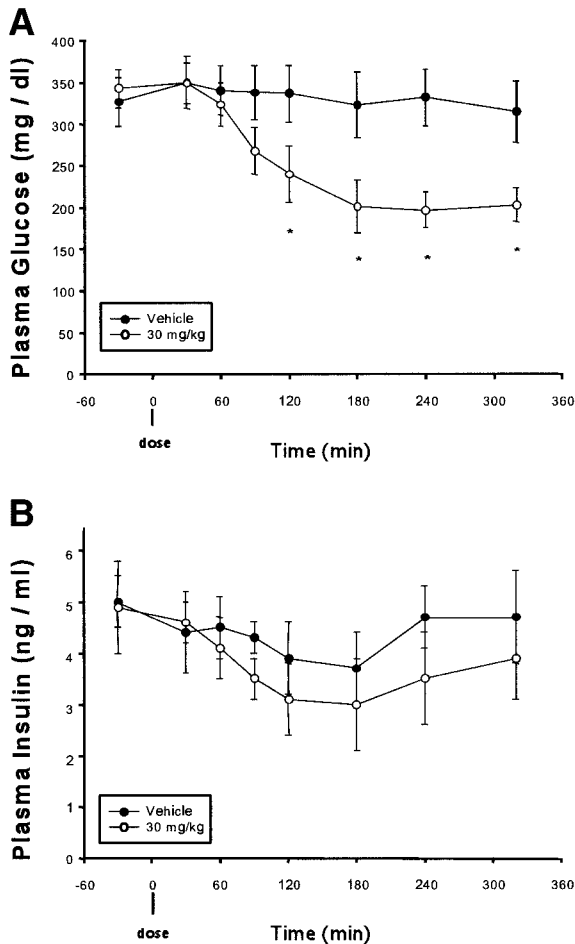 A
Plasma Glucose (mg / dl)
400
350
300
250
200
150
100
50
0
* * * *
Vehicle
30 mg/kg
-60 0 60 120 180 240 300 360
dose
Time (min)
B
Plasma Insulin (ng / ml)
6
5
4
3
2
1
0
Vehicle
30 mg/kg
-60 0 60 120 180 240 300 360
dose
Time (min)